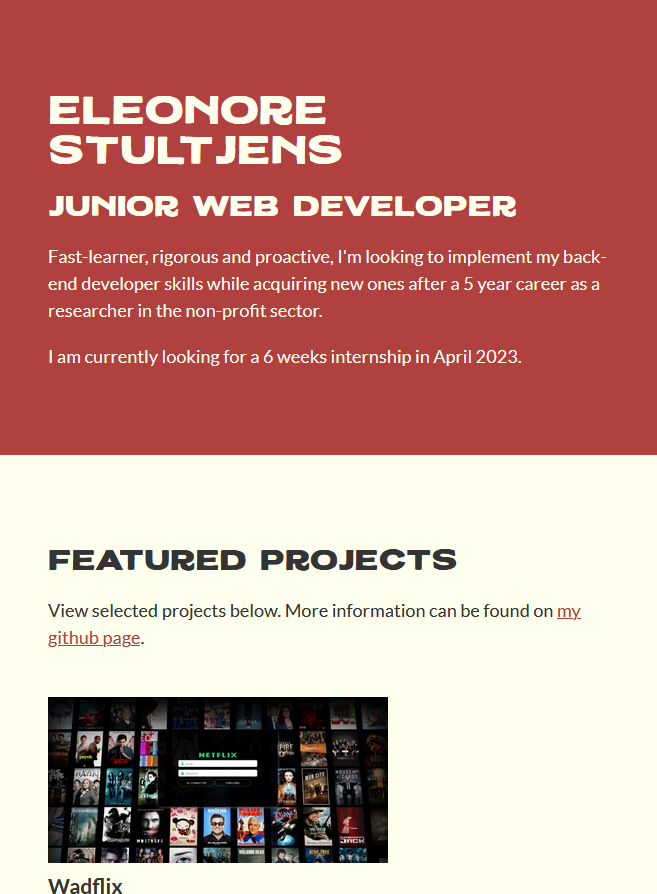 ELEONORE
STULTJENS
JUNIOR WEB DEVELOPER
Fast-learner, rigorous and proactive, I'm looking to implement my back-
end developer skills while acquiring new ones after a 5 year career as a
researcher in the non-profit sector.
I am currently looking for a 6 weeks internship in April 2023.
FEATURED PROJECTS
View selected projects below. More information can be found on my
github page.
NETFLIX
MOB CITY
Wadflix